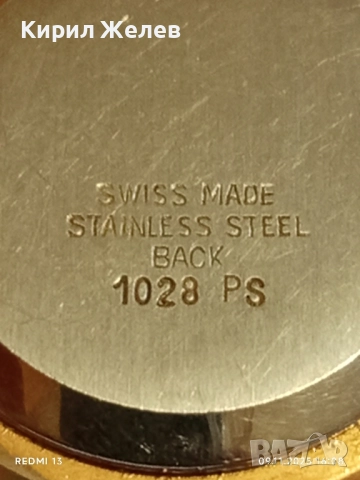 Кирил Желев
SWISS MADE
STAINLESS STEEL
BACK
1028 PS
REDMI 13